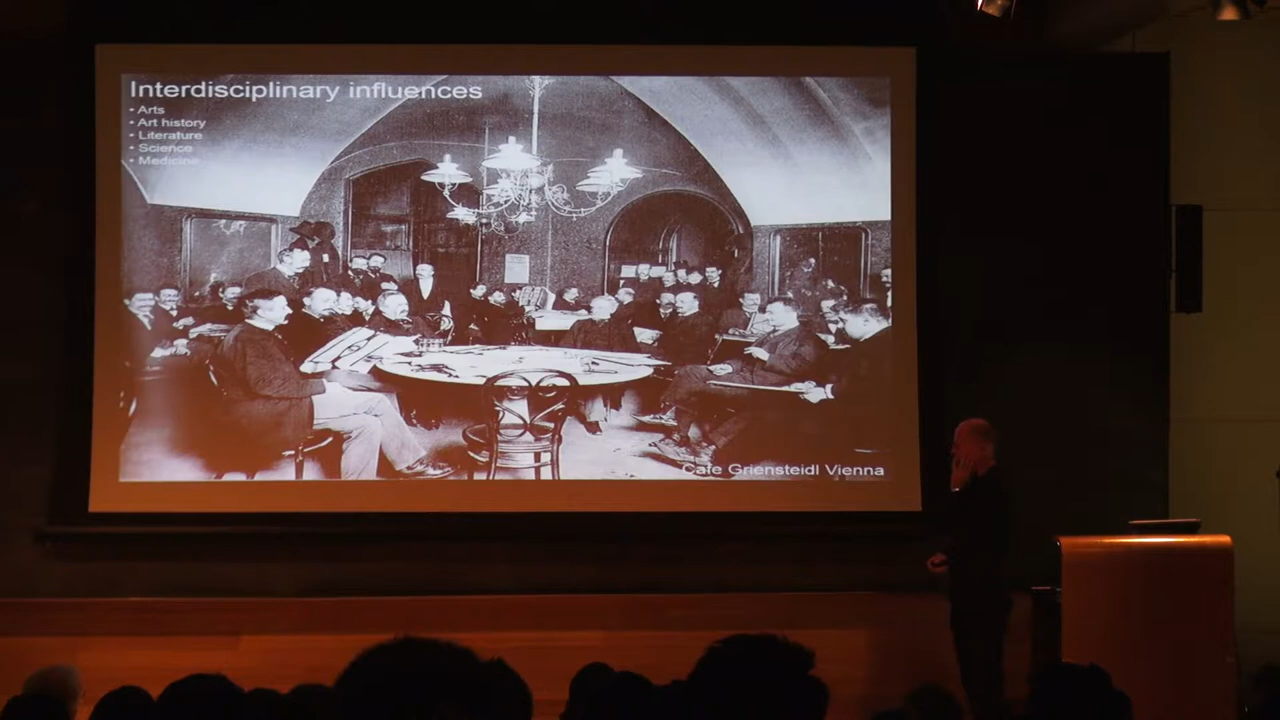 Interdisciplinary influences
• Arts
• Art history
• Literature
• Science
• Medicine
Cafe Griensteidl Vienna